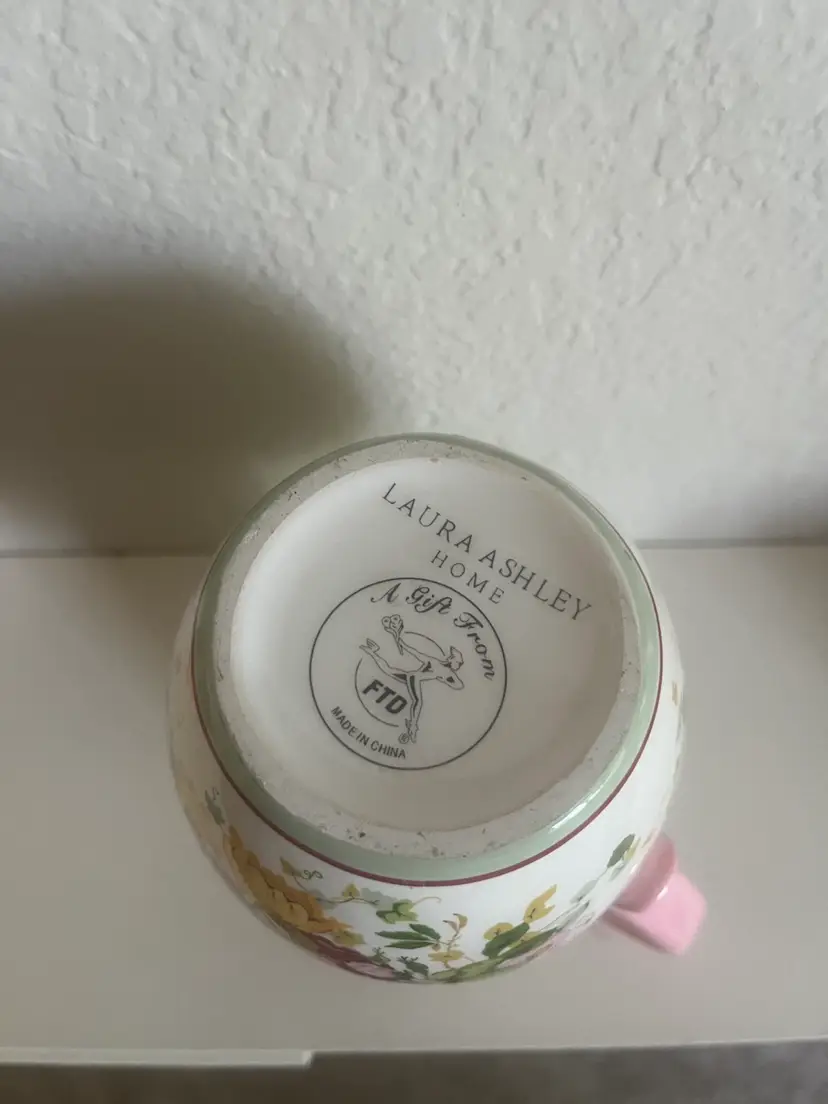 LAURA ASHLEY
HOME
A Gift From
FTD
MADE IN CHINA